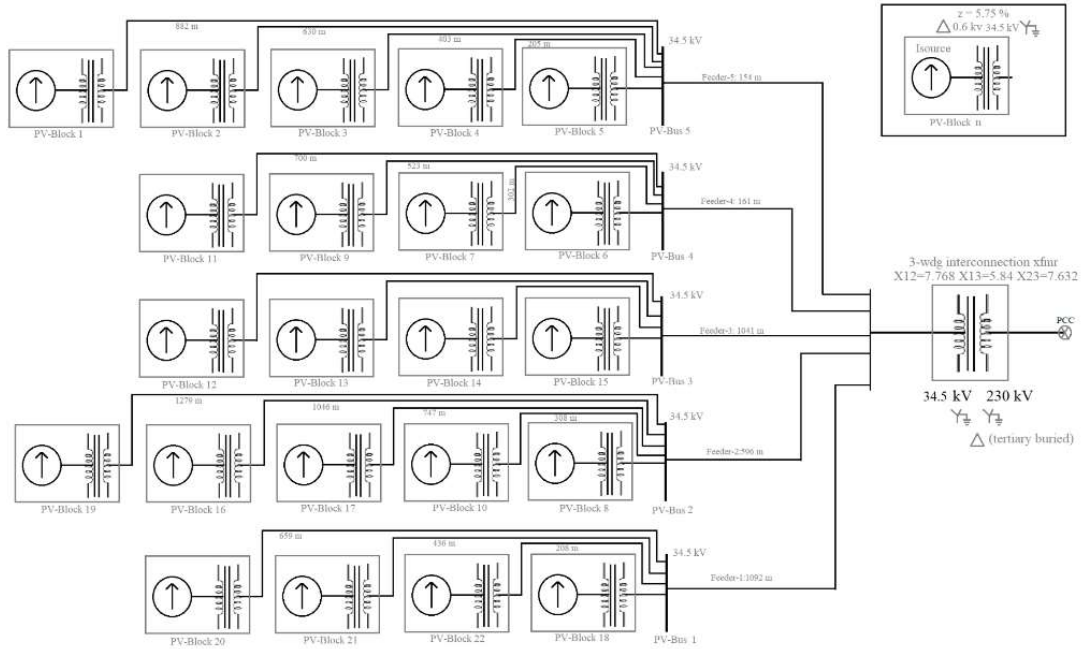 882 m
630 m
403 m
205 m
34.5 kV
Feeder-5: 154 m
PV-Block 1
PV-Block 2
PV-Block 3
PV-Block 4
PV-Block 5
PV-Bus 5
z = 5.75 %
△ 0.6 kv 34.5 kV
Isource
PV-Block n
700 m
523 m
302 m
34.5 kV
Feeder-4: 161 m
PV-Block 11
PV-Block 9
PV-Block 7
PV-Block 6
PV-Bus 4
34.5 kV
Feeder-3: 1041 m
PV-Block 12
PV-Block 13
PV-Block 14
PV-Block 15
PV-Bus 3
3-wdg interconnection xfmr
X12=7.768 X13=5.84 X23=7.632
PCC
34.5 kV
230 kV
△ (tertiary buried)
1279 m
1046 m
747 m
308 m
34.5 kV
Feeder-2:596 m
PV-Block 19
PV-Block 16
PV-Block 17
PV-Block 10
PV-Block 8
PV-Bus 2
659 m
436 m
208 m
34.5 kV
Feeder-1:1092 m
PV-Block 20
PV-Block 21
PV-Block 22
PV-Block 18
PV-Bus 1